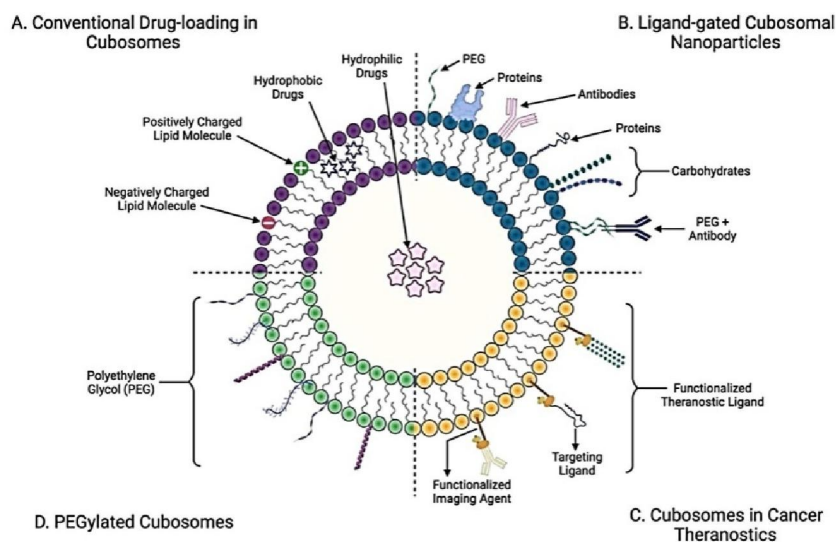 A. Conventional Drug-loading in
Cubosomes
B. Ligand-gated Cubosomal
Nanoparticles
Hydrophilic
Drugs
Hydrophobic
Drugs
PEG
Proteins
Antibodies
Positively Charged
Lipid Molecule
Proteins
Carbohydrates
Negatively Charged
Lipid Molecule
PEG +
Antibody
Polyethylene
Glycol (PEG)
Functionalized
Theranostic Ligand
Targeting
Ligand
Functionalized
Imaging Agent
D. PEGylated Cubosomes
C. Cubosomes in Cancer
Theranostics